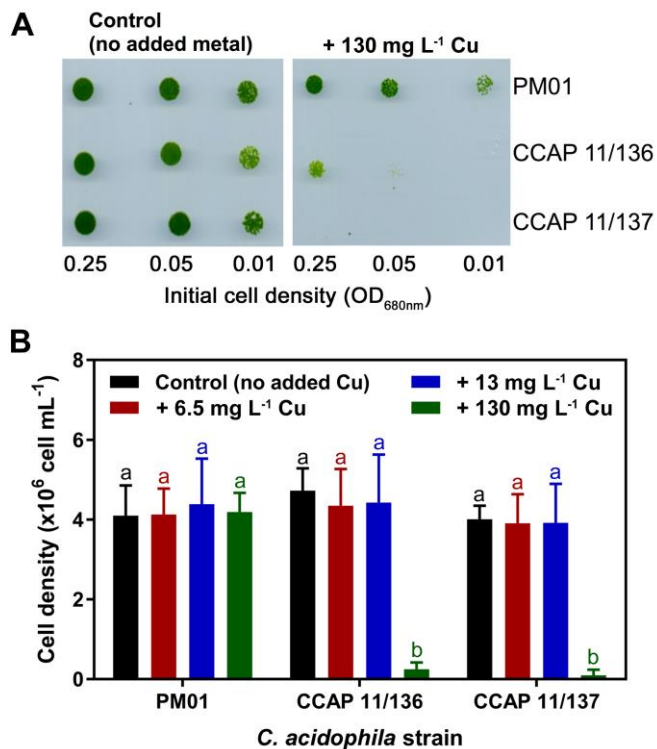 A
Control
(no added metal)
+ 130 mg L⁻¹ Cu
PM01
CCAP 11/136
CCAP 11/137
0.25 0.05 0.01 0.25 0.05 0.01
Initial cell density (OD₆₈₀ₙₘ)
B
Control (no added Cu) + 13 mg L⁻¹ Cu
+ 6.5 mg L⁻¹ Cu + 130 mg L⁻¹ Cu
Cell density (x10⁶ cell mL⁻¹)
8
6
4
2
0
a a a a a a a b a a a b
PM01 CCAP 11/136 CCAP 11/137
C. acidophila strain